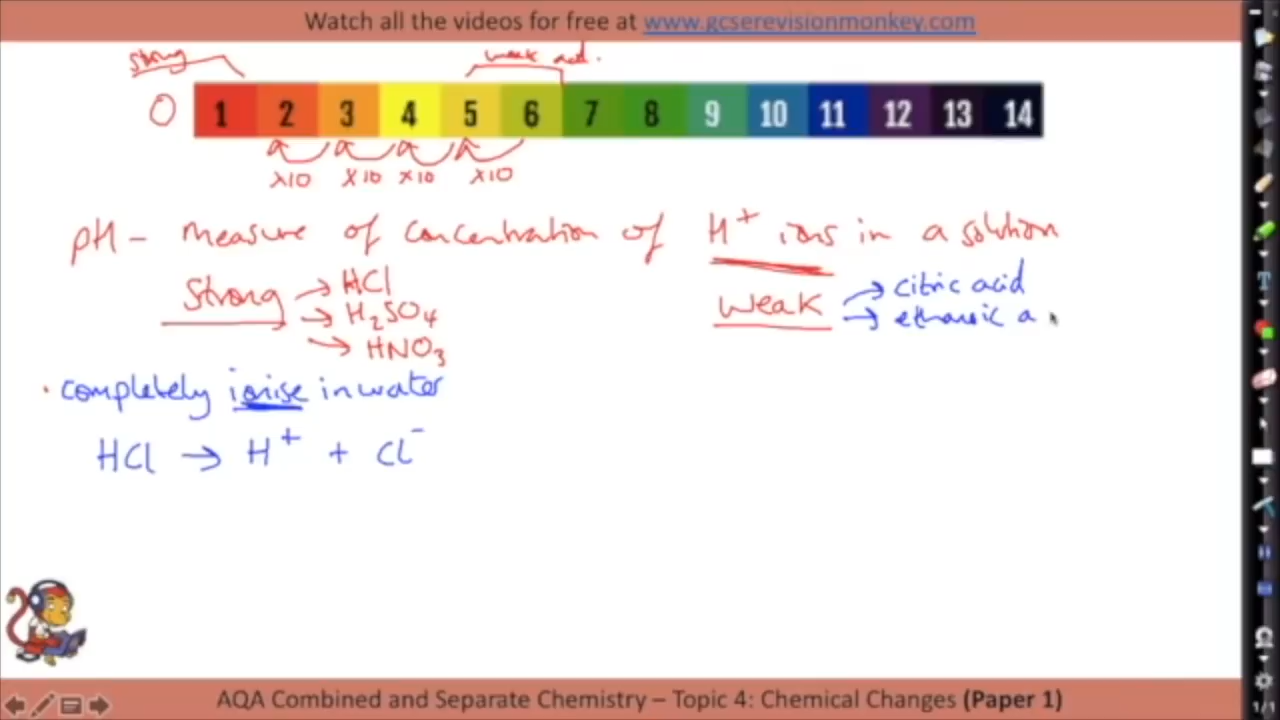 Watch all the videos for free at www.gcserevisionmonkey.com
strong weak acid.
0 1 2 3 4 5 6 7 8 9 10 11 12 13 14
x10 x10 x10 x10
pH - measure of concentration of H⁺ ions in a solution
Strong → HCl
→ H₂SO₄
→ HNO₃
weak → citric acid
→ ethanoic a
· completely ionise in water
HCl → H⁺ + Cl⁻
AQA Combined and Separate Chemistry – Topic 4: Chemical Changes (Paper 1)
1/1